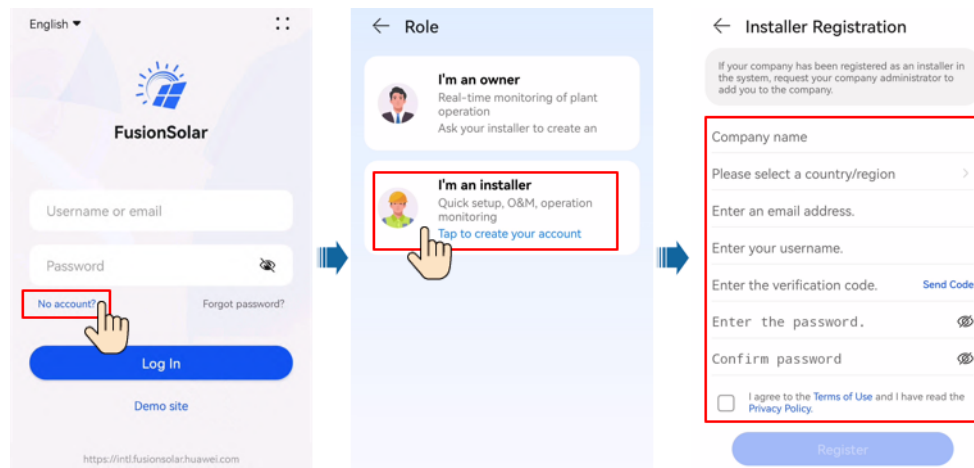 English
FusionSolar
Username or email
Password
No account?
Forgot password?
Log In
Demo site
https://intl.fusionsolar.huawei.com
Role
I'm an owner
Real-time monitoring of plant
operation
Ask your installer to create an
I'm an installer
Quick setup, O&M, operation
monitoring
Tap to create your account
Installer Registration
If your company has been registered as an installer in
the system, request your company administrator to
add you to the company.
Company name
Please select a country/region
Enter an email address.
Enter your username.
Enter the verification code.
Send Code
Enter the password.
Confirm password
I agree to the Terms of Use and I have read the
Privacy Policy.
Register